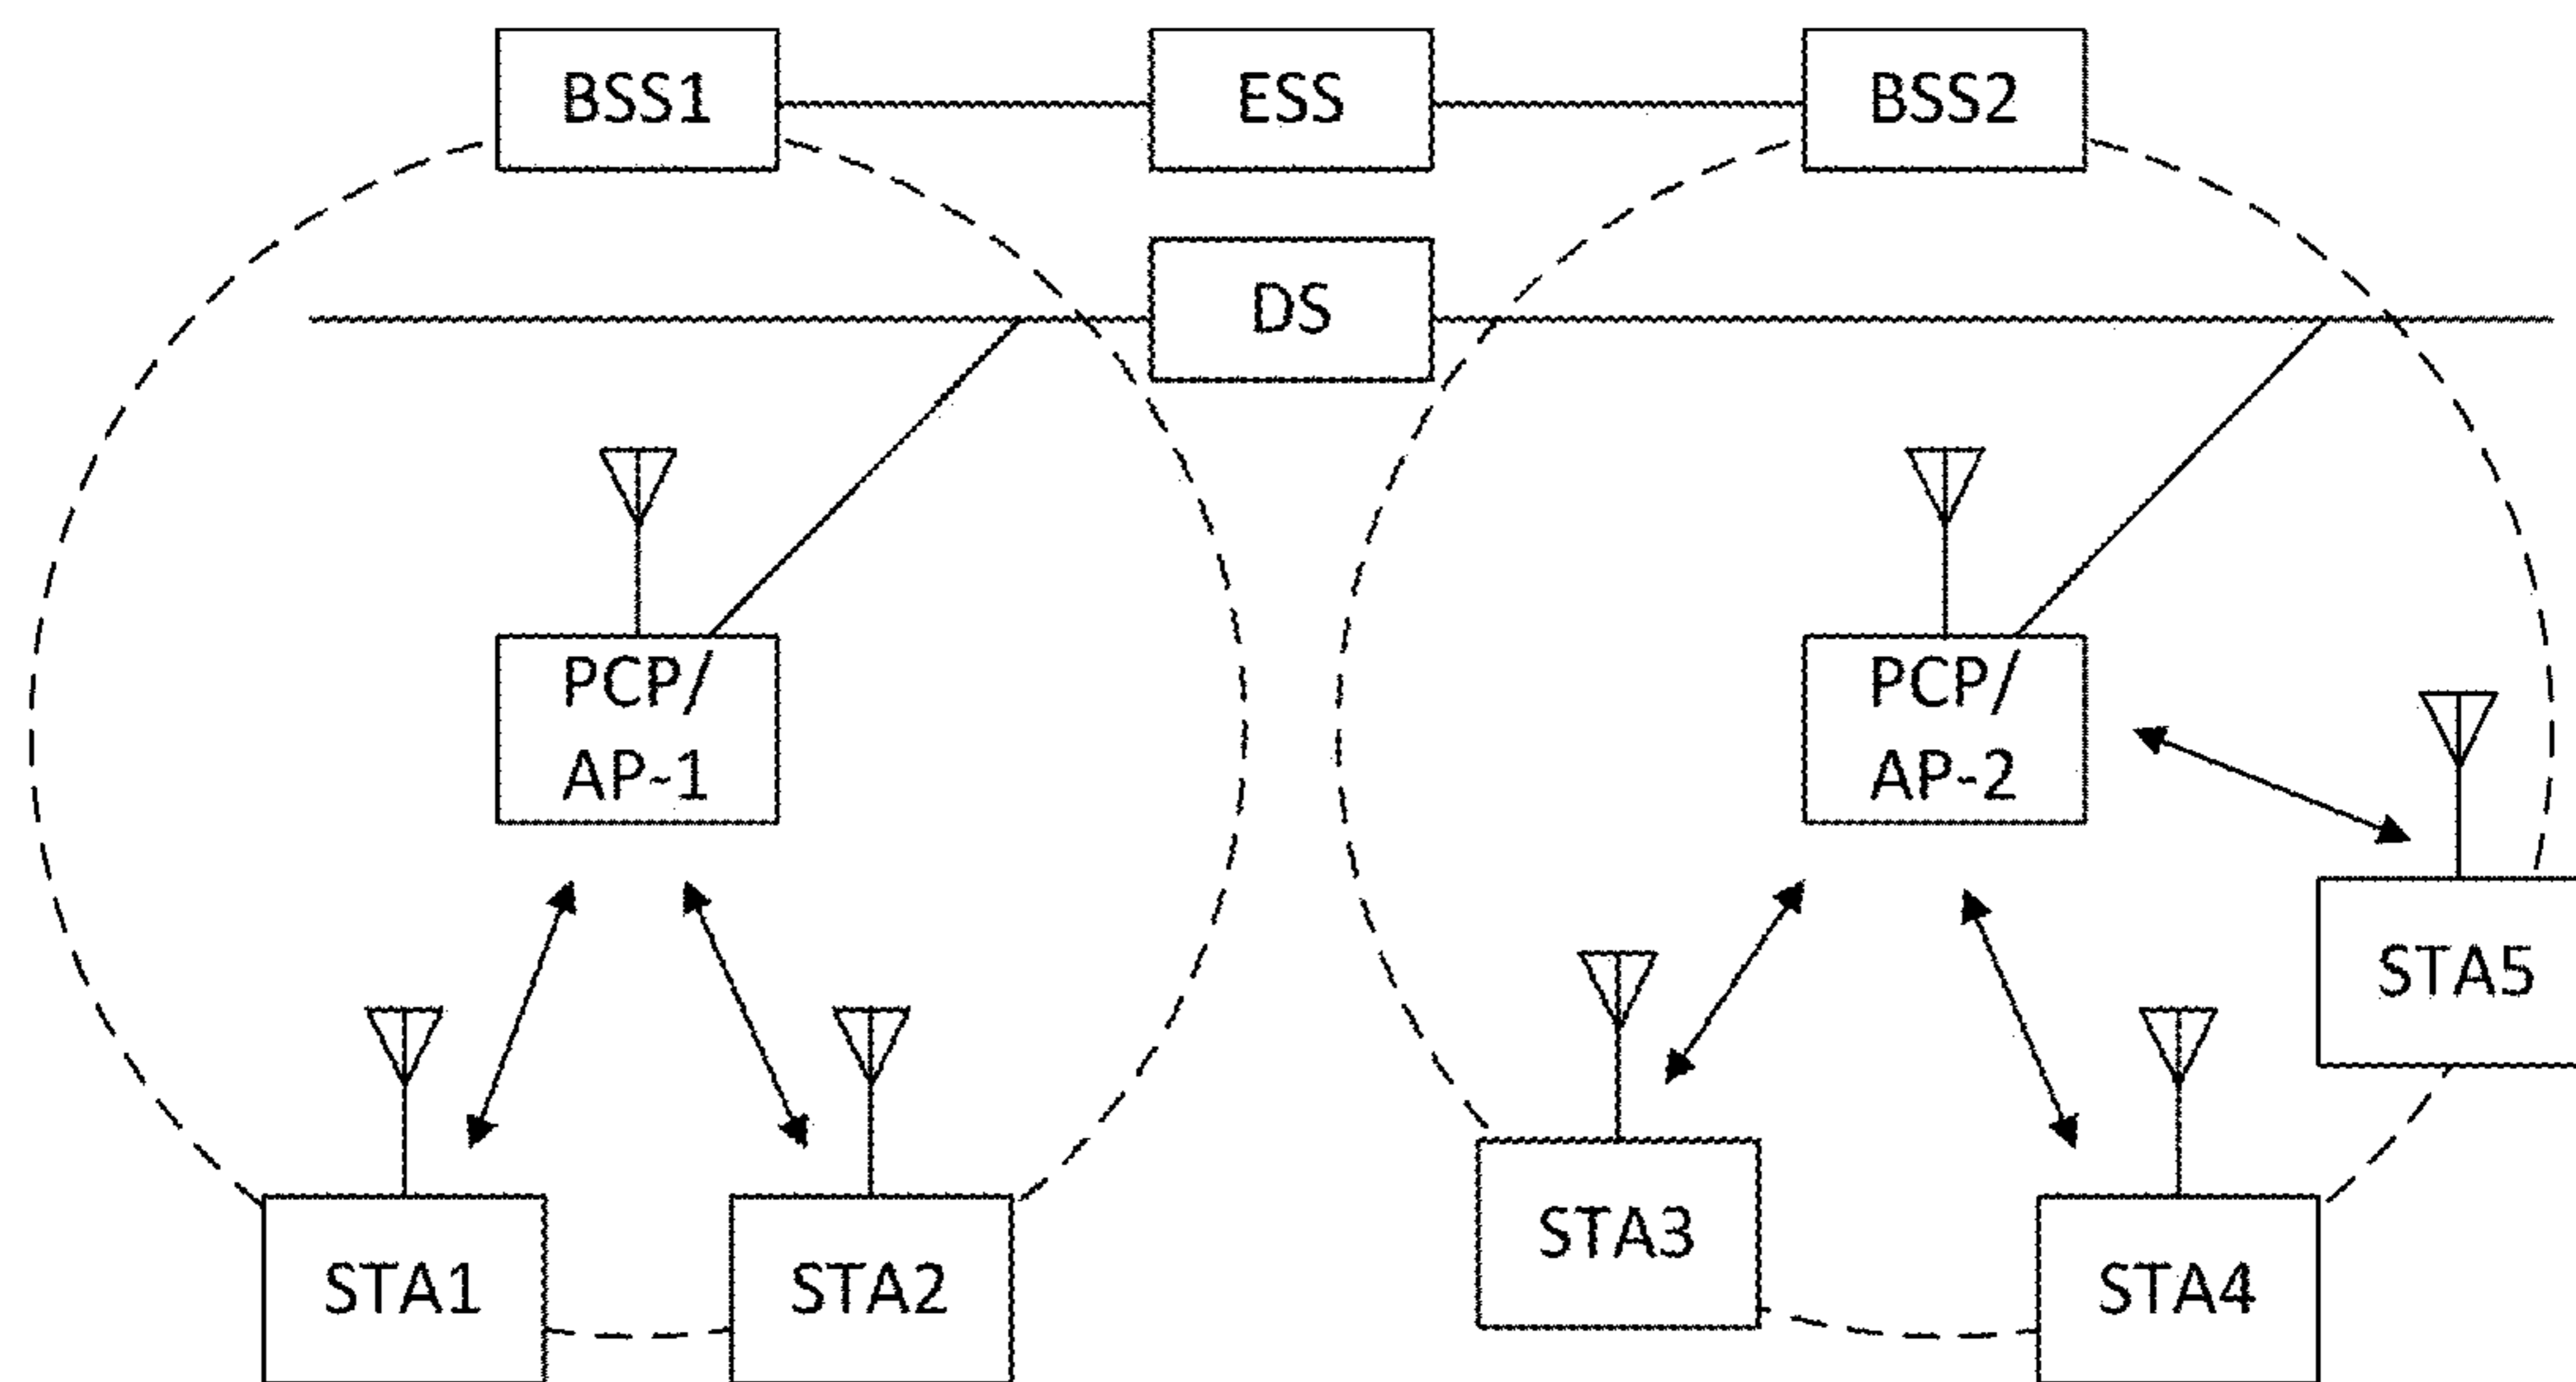 BSS1
ESS
BSS2
DS
PCP/
AP-1
PCP/
AP-2
STA5
STA3
STA1
STA2
STA4